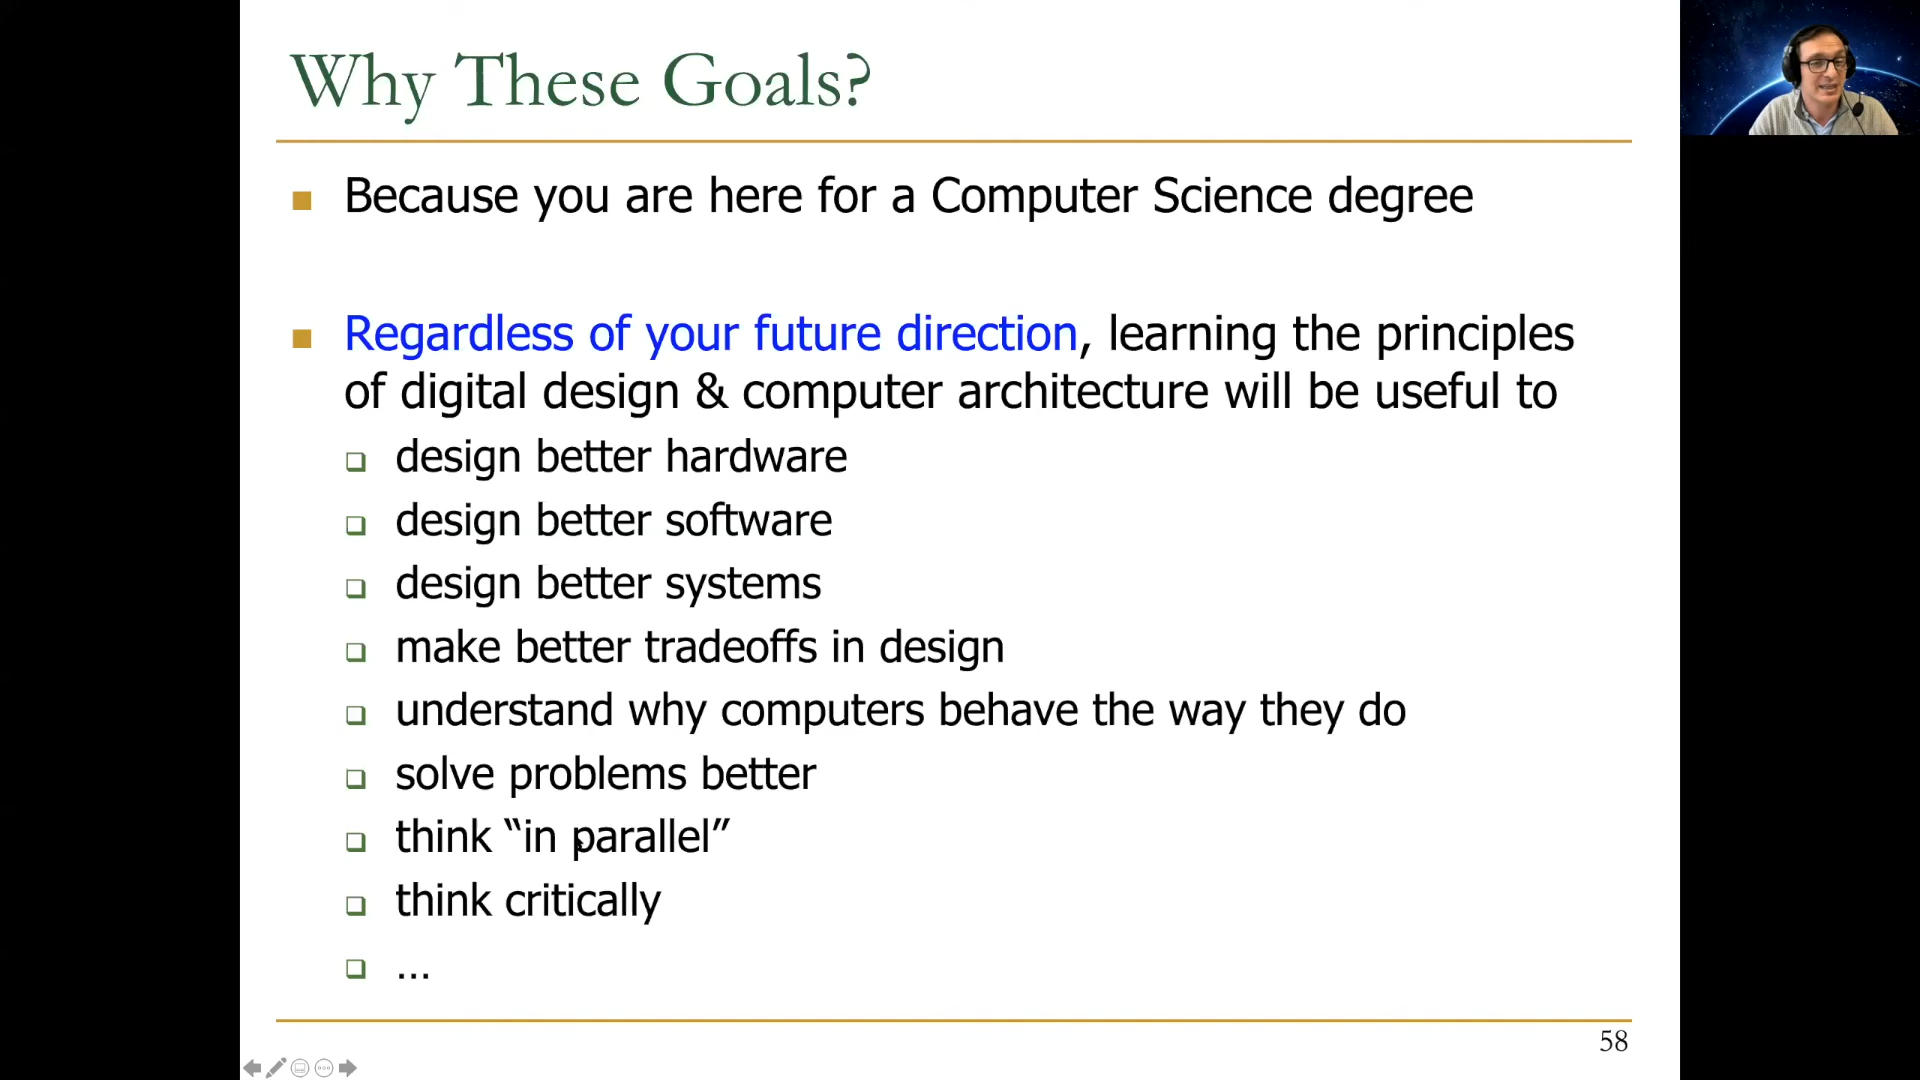 Why These Goals?
Because you are here for a Computer Science degree
Regardless of your future direction, learning the principles
of digital design & computer architecture will be useful to
design better hardware
design better software
design better systems
make better tradeoffs in design
understand why computers behave the way they do
solve problems better
think “in parallel”
think critically
...
58